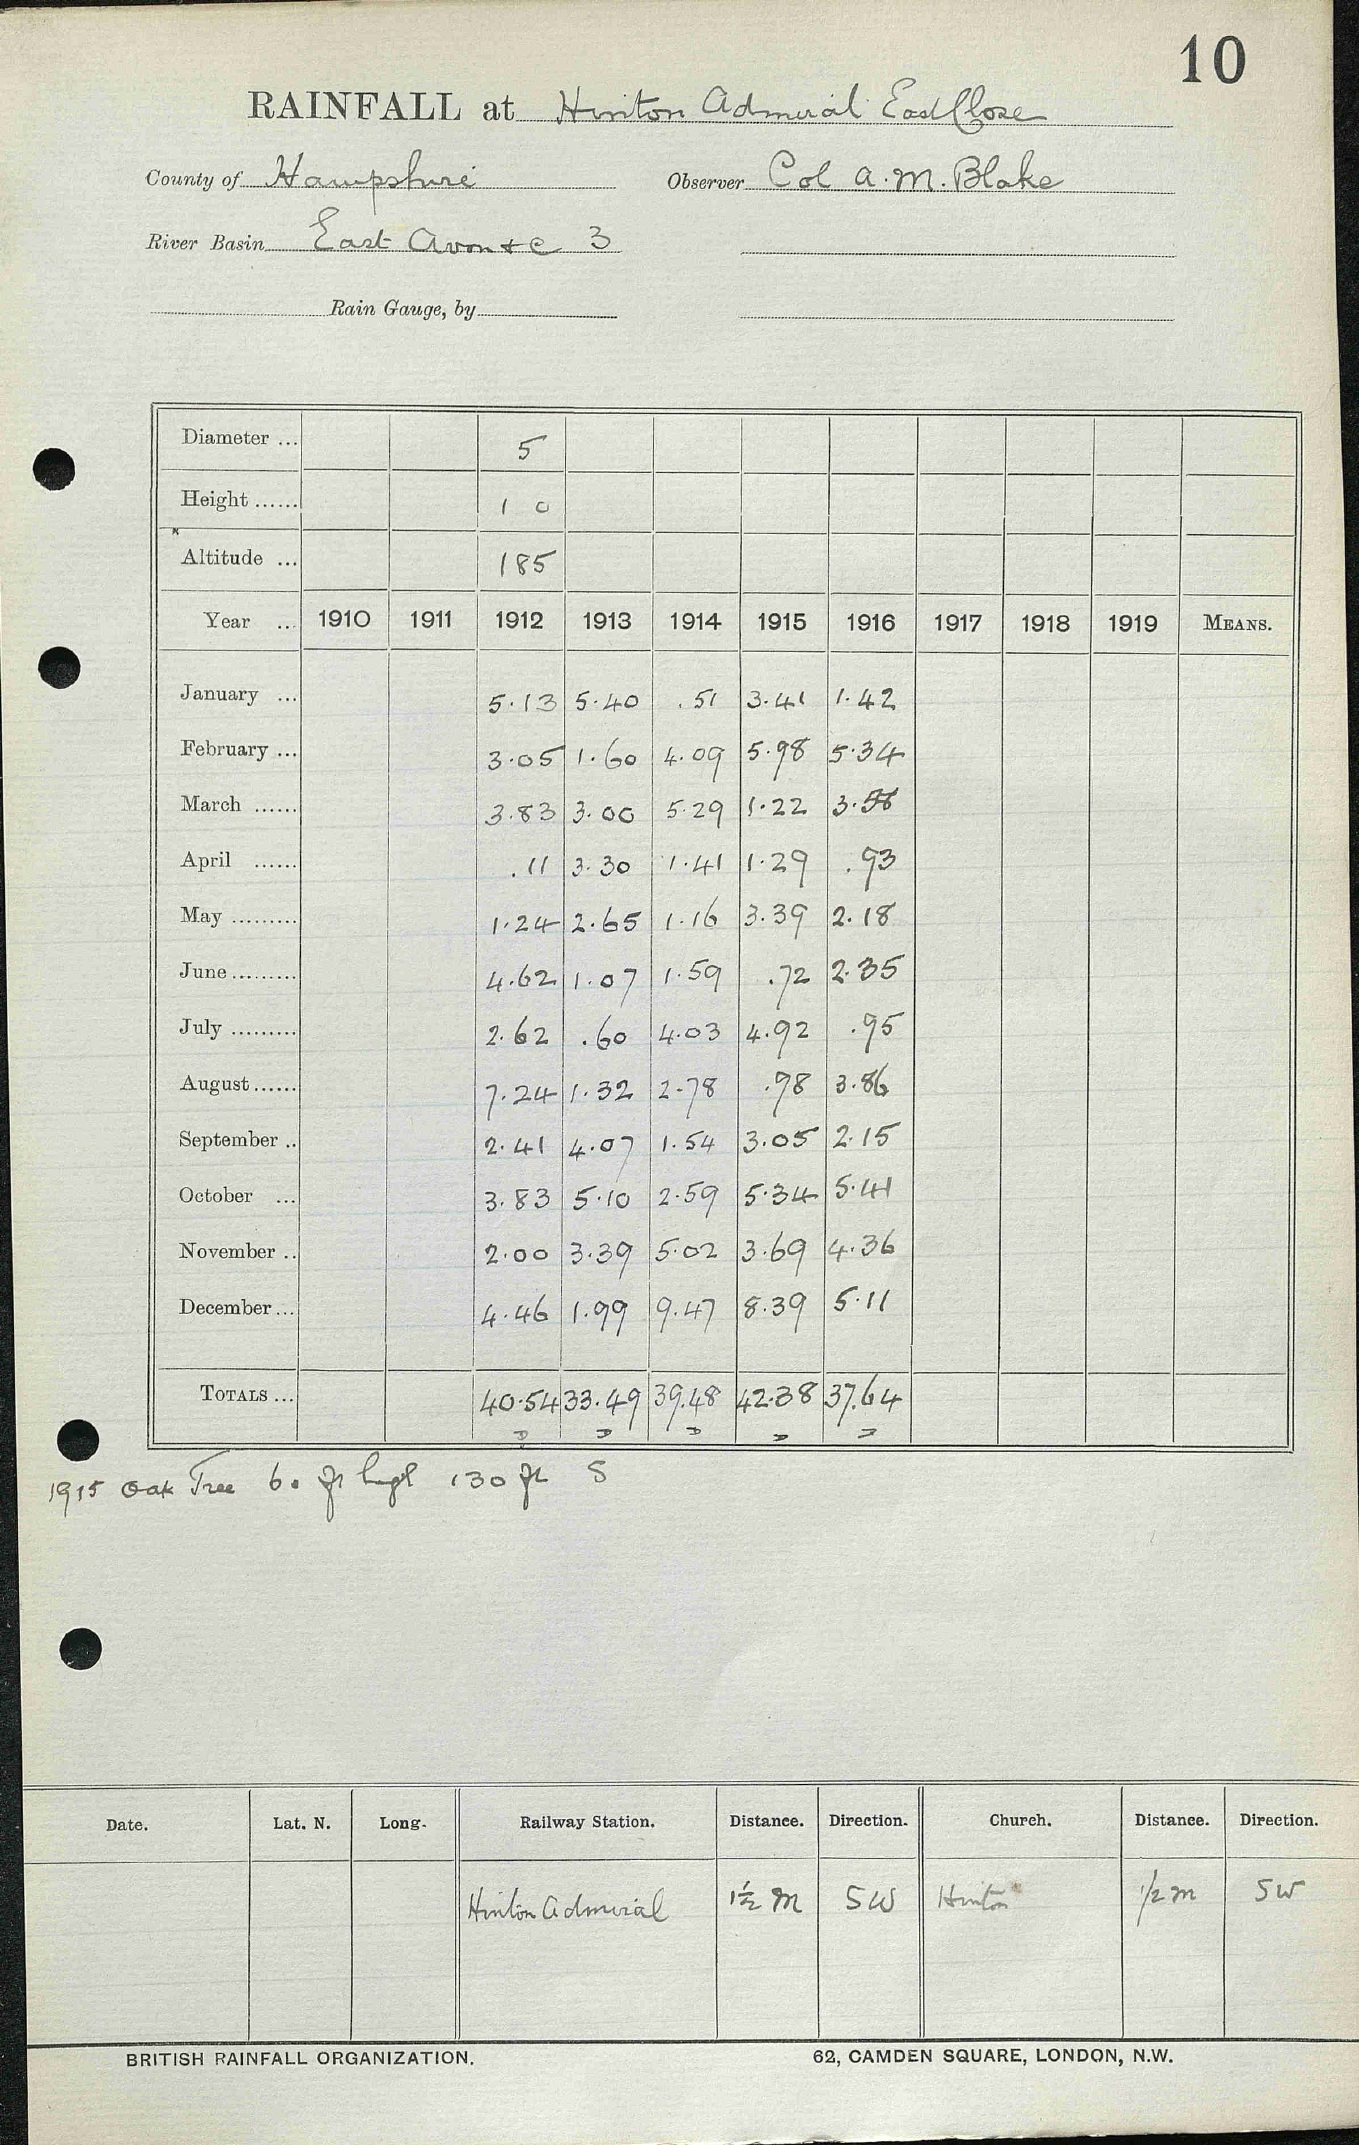 10
RAINFALL at Hinton Admiral East Close
County of Hampshire Observer Col A. M. Blake
River Basin East Avon & c 3
Rain Gauge, by
Diameter ... 5
Height ...... 1 0
Altitude ... 185
Year ... 1910 1911 1912 1913 1914 1915 1916 1917 1918 1919 MEANS.
January ... 5.13 5.40 .51 3.41 1.42
February ... 3.05 1.60 4.09 5.98 5.34
March ...... 3.83 3.00 5.29 1.22 3.58
April ...... .11 3.30 1.41 1.29 .93
May ......... 1.24 2.65 1.16 3.39 2.18
June ......... 4.62 1.07 1.59 .72 2.35
July ......... 2.62 .60 4.03 4.92 .95
August ...... 7.24 1.32 2.78 .98 3.86
September .. 2.41 4.07 1.54 3.05 2.15
October ... 3.83 5.10 2.59 5.34 5.41
November .. 2.00 3.39 5.02 3.69 4.36
December ... 4.46 1.99 9.47 8.39 5.11
TOTALS ... 40.54 33.49 39.48 42.38 37.64
1915 Oak Tree 60 ft high 130 ft S
Date. Lat. N. Long. Railway Station. Distance. Direction. Church. Distance. Direction.
Hinton Admiral 1½ M SW Hinton 1/2 m SW
BRITISH RAINFALL ORGANIZATION. 62, CAMDEN SQUARE, LONDON, N.W.